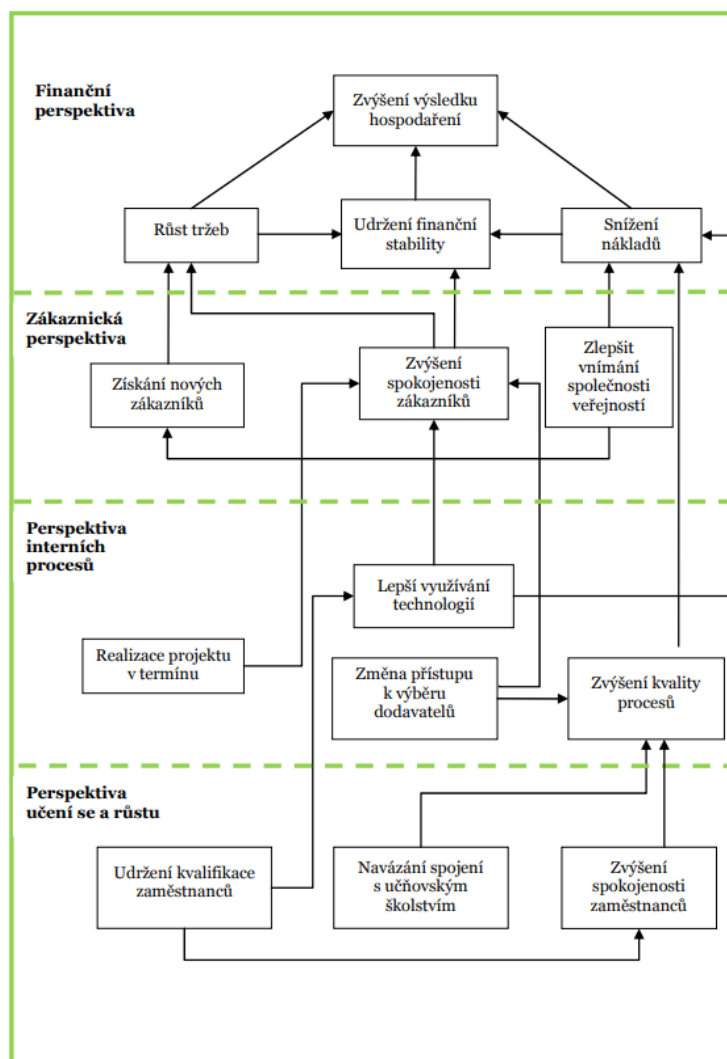 Finanční
perspektiva
Zvýšení výsledku
hospodaření
Růst tržeb
Udržení finanční
stability
Snížení
nákladů
Zákaznická
perspektiva
Získání nových
zákazníků
Zvýšení
spokojenosti
zákazníků
Zlepšit
vnímání
společnosti
veřejností
Perspektiva
interních
procesů
Lepší využívání
technologií
Realizace projektu
v termínu
Změna přístupu
k výběru
dodavatelů
Zvýšení kvality
procesů
Perspektiva
učení se a růstu
Udržení kvalifikace
zaměstnanců
Navázání spojení
s učňovským
školstvím
Zvýšení
spokojenosti
zaměstnanců